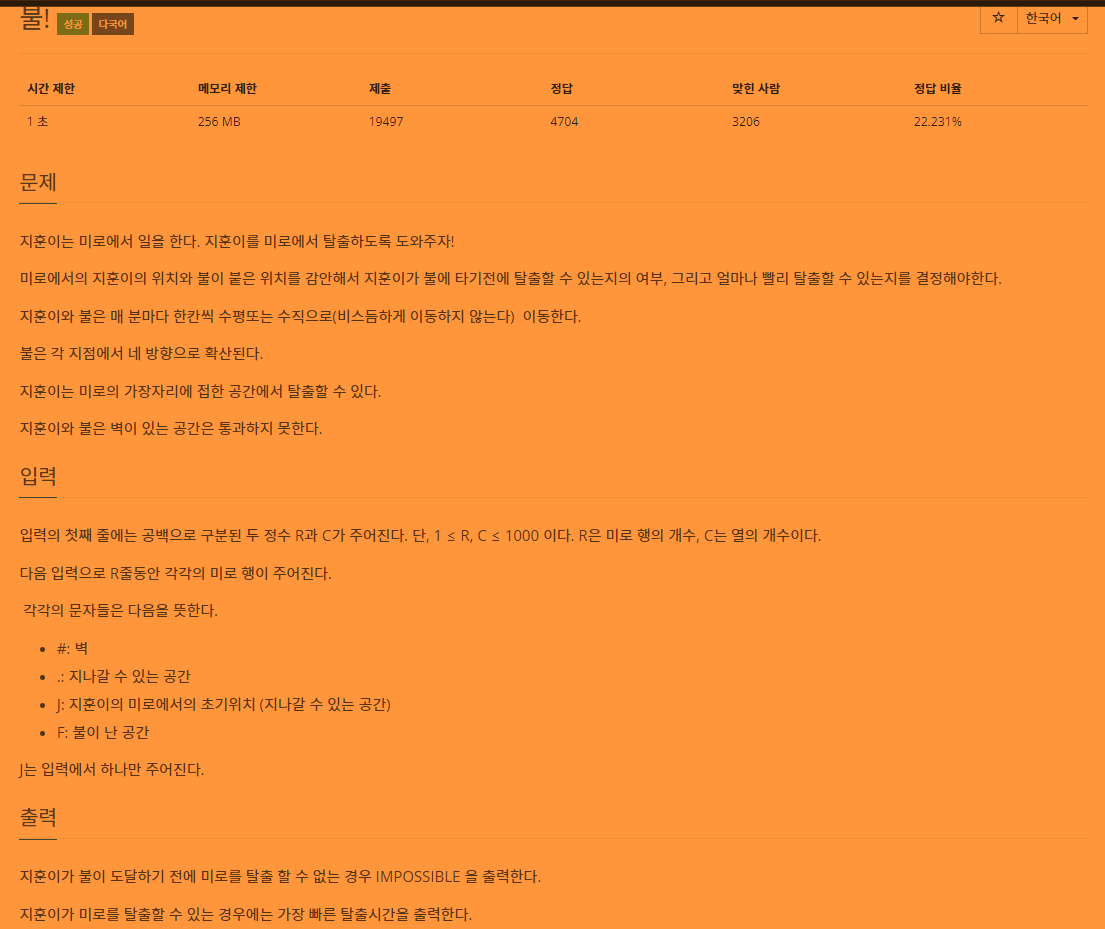 불! 성공 다국어 ☆ 한국어
시간 제한 메모리 제한 제출 정답 맞힌 사람 정답 비율
1 초 256 MB 19497 4704 3206 22.231%
문제
지훈이는 미로에서 일을 한다. 지훈이를 미로에서 탈출하도록 도와주자!
미로에서의 지훈이의 위치와 불이 붙은 위치를 감안해서 지훈이가 불에 타기전에 탈출할 수 있는지의 여부, 그리고 얼마나 빨리 탈출할 수 있는지를 결정해야한다.
지훈이와 불은 매 분마다 한칸씩 수평또는 수직으로(비스듬하게 이동하지 않는다) 이동한다.
불은 각 지점에서 네 방향으로 확산된다.
지훈이는 미로의 가장자리에 접한 공간에서 탈출할 수 있다.
지훈이와 불은 벽이 있는 공간은 통과하지 못한다.
입력
입력의 첫째 줄에는 공백으로 구분된 두 정수 R과 C가 주어진다. 단, 1 ≤ R, C ≤ 1000 이다. R은 미로 행의 개수, C는 열의 개수이다.
다음 입력으로 R줄동안 각각의 미로 행이 주어진다.
각각의 문자들은 다음을 뜻한다.
• #: 벽
• .: 지나갈 수 있는 공간
• J: 지훈이의 미로에서의 초기위치 (지나갈 수 있는 공간)
• F: 불이 난 공간
J는 입력에서 하나만 주어진다.
출력
지훈이가 불이 도달하기 전에 미로를 탈출 할 수 없는 경우 IMPOSSIBLE 을 출력한다.
지훈이가 미로를 탈출할 수 있는 경우에는 가장 빠른 탈출시간을 출력한다.